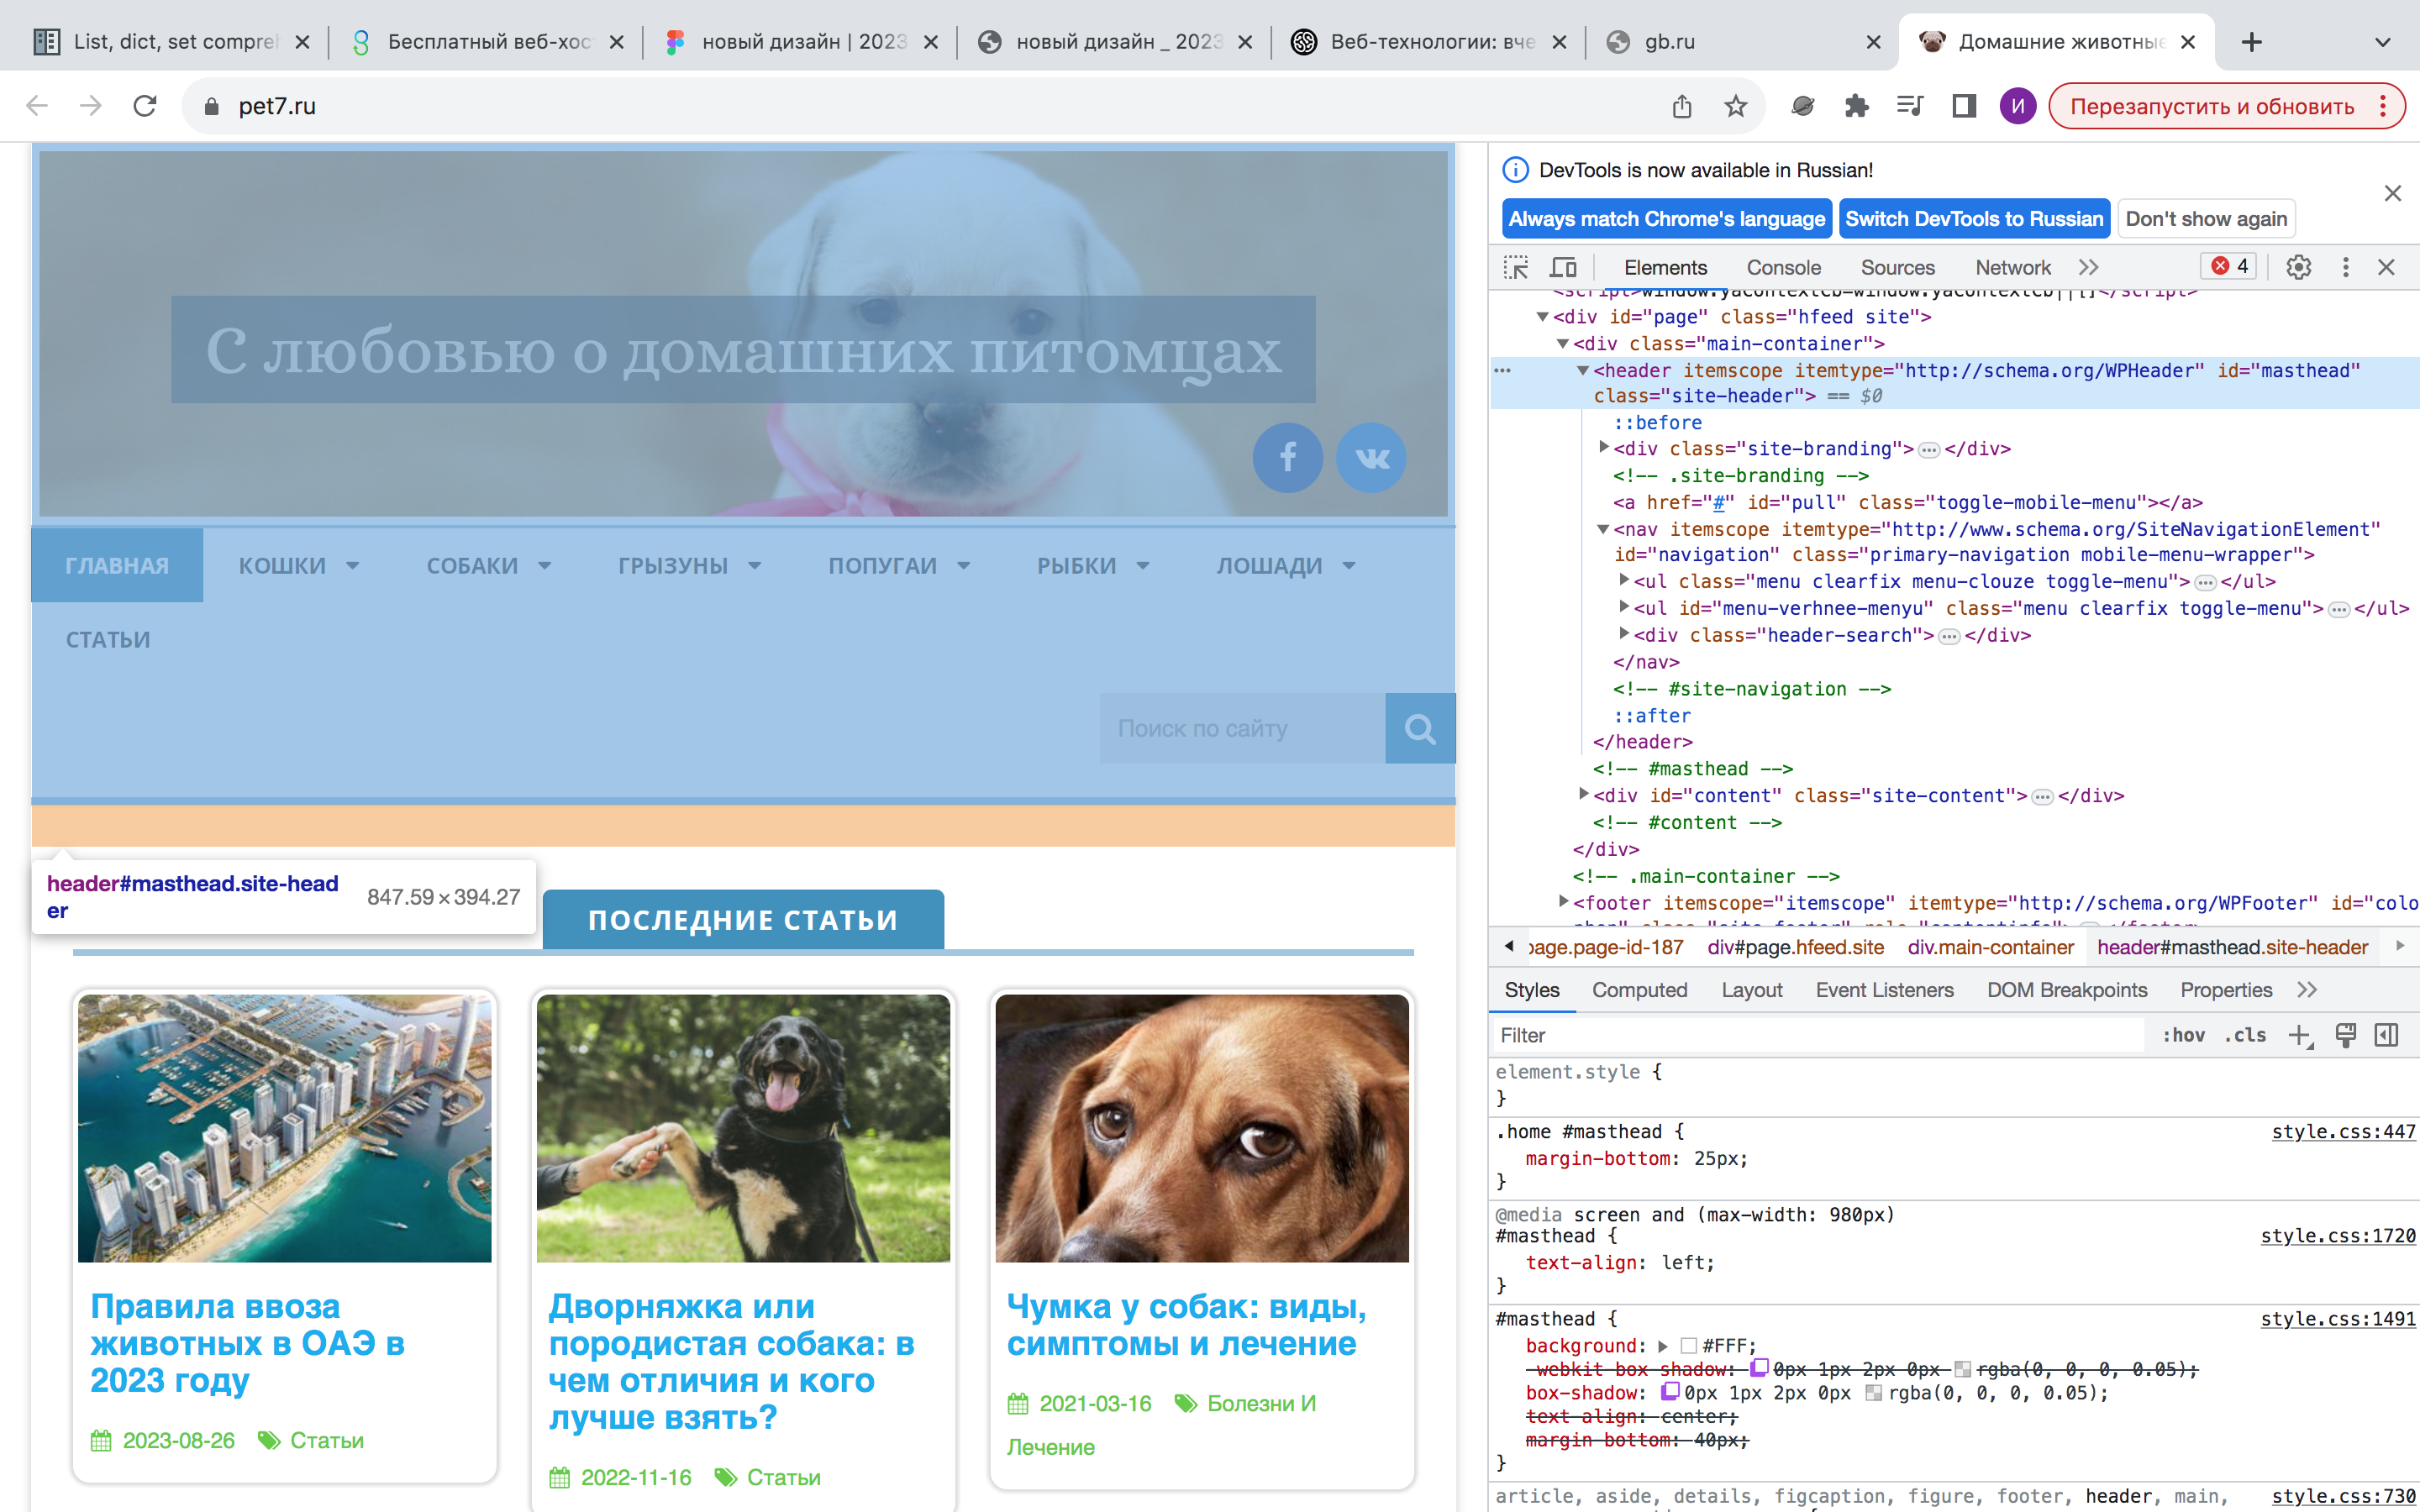 List, dict, set compreh
Бесплатный веб-хос
новый дизайн | 2023
новый дизайн _ 2023
Веб-технологии: вче
gb.ru
Домашние животные
pet7.ru
И
Перезапустить и обновить
С любовью о домашних питомцах
ГЛАВНАЯ
КОШКИ
СОБАКИ
ГРЫЗУНЫ
ПОПУГАИ
РЫБКИ
ЛОШАДИ
СТАТЬИ
Поиск по сайту
header#masthead.site-head
er
847.59 × 394.27
ПОСЛЕДНИЕ СТАТЬИ
Правила ввоза
животных в ОАЭ в
2023 году
2023-08-26 Статьи
Дворняжка или
породистая собака: в
чем отличия и кого
лучше взять?
2022-11-16 Статьи
Чумка у собак: виды,
симптомы и лечение
2021-03-16 Болезни И
Лечение
DevTools is now available in Russian!
Always match Chrome's language
Switch DevTools to Russian
Don't show again
Elements Console Sources Network
4
<script>window.yaContextCb=window.yaContextCb||[]</script>
<div id="page" class="hfeed site">
<div class="main-container">
<header itemscope itemtype="http://schema.org/WPHeader" id="masthead"
class="site-header"> == $0
::before
<div class="site-branding">…</div>
<!-- .site-branding -->
<a href="#" id="pull" class="toggle-mobile-menu"></a>
<nav itemscope itemtype="http://www.schema.org/SiteNavigationElement"
id="navigation" class="primary-navigation mobile-menu-wrapper">
<ul class="menu clearfix menu-clouze toggle-menu">…</ul>
<ul id="menu-verhnee-menyu" class="menu clearfix toggle-menu">…</ul>
<div class="header-search">…</div>
</nav>
<!-- #site-navigation -->
::after
</header>
<!-- #masthead -->
<div id="content" class="site-content">…</div>
<!-- #content -->
</div>
<!-- .main-container -->
<footer itemscope="itemscope" itemtype="http://schema.org/WPFooter" id="colo
page.page-id-187 div#page.hfeed.site div.main-container header#masthead.site-header
Styles Computed Layout Event Listeners DOM Breakpoints Properties
Filter
:hov .cls
element.style {
}
.home #masthead {
style.css:447
margin-bottom: 25px;
}
@media screen and (max-width: 980px)
#masthead {
style.css:1720
text-align: left;
}
#masthead {
style.css:1491
background: #FFF;
-webkit-box-shadow: 0px 1px 2px 0px rgba(0, 0, 0, 0.05);
box-shadow: 0px 1px 2px 0px rgba(0, 0, 0, 0.05);
text-align: center;
margin-bottom: 40px;
}
article, aside, details, figcaption, figure, footer, header, main,
style.css:730